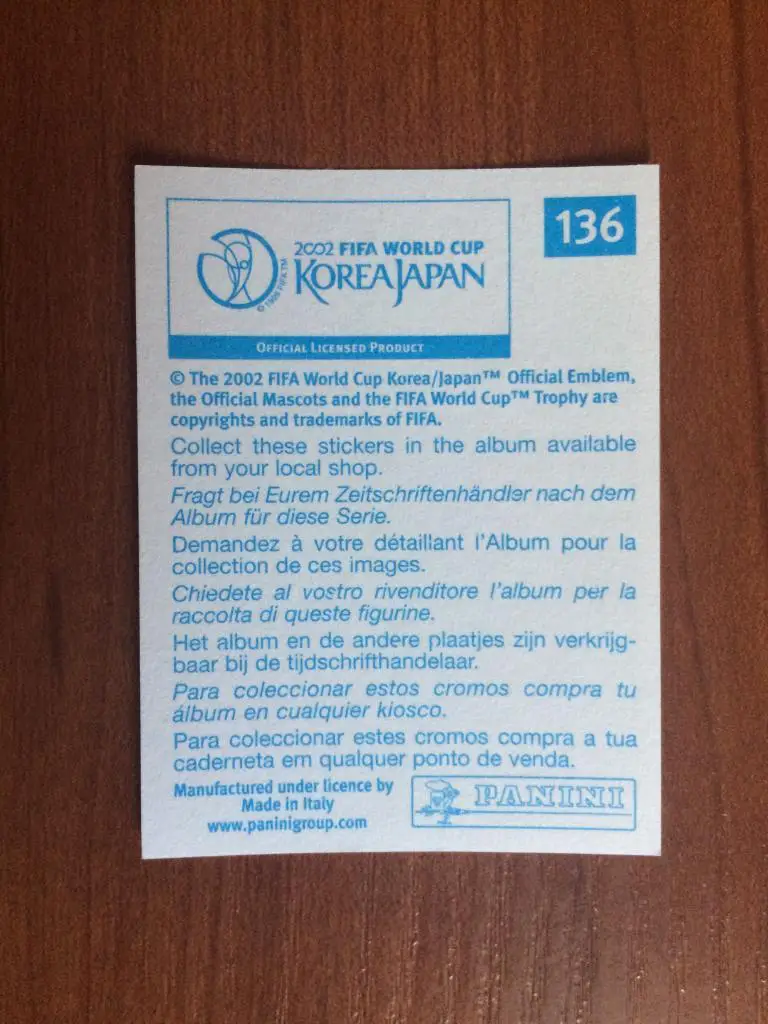 136
2002 FIFA WORLD CUP
KOREAJAPAN
© 1998 FIFA™
OFFICIAL LICENSED PRODUCT
© The 2002 FIFA World Cup Korea/Japan™ Official Emblem,
the Official Mascots and the FIFA World Cup™ Trophy are
copyrights and trademarks of FIFA.
Collect these stickers in the album available
from your local shop.
Fragt bei Eurem Zeitschriftenhändler nach dem
Album für diese Serie.
Demandez à votre détaillant l'Album pour la
collection de ces images.
Chiedete al vostro rivenditore l'album per la
raccolta di queste figurine.
Het album en de andere plaatjes zijn verkrijg-
baar bij de tijdschrifthandelaar.
Para coleccionar estos cromos compra tu
álbum en cualquier kiosco.
Para coleccionar estes cromos compra a tua
caderneta em qualquer ponto de venda.
Manufactured under licence by
Made in Italy
www.paninigroup.com
PANINI